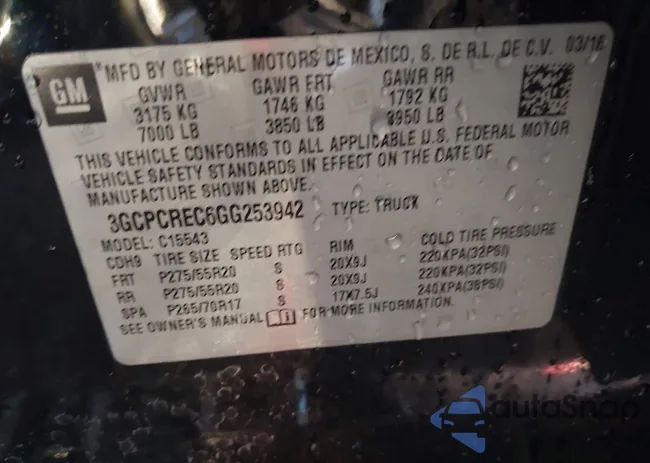 GM
MFD BY GENERAL MOTORS DE MEXICO, S. DE R.L. DE C.V. 03/16
GVWR GAWR FRT GAWR RR
3175 KG 1746 KG 1792 KG
7000 LB 3850 LB 3950 LB
THIS VEHICLE CONFORMS TO ALL APPLICABLE U.S. FEDERAL MOTOR
VEHICLE SAFETY STANDARDS IN EFFECT ON THE DATE OF
MANUFACTURE SHOWN ABOVE.
3GCPCREC6GG253942 TYPE: TRUCK
MODEL: C15543
CDH9 TIRE SIZE SPEED RTG RIM COLD TIRE PRESSURE
FRT P275/55R20 S 20X9J 220KPA(32PSI)
RR P275/55R20 S 20X9J 220KPA(32PSI)
SPA P265/70R17 S 17X7.5J 240KPA(35PSI)
SEE OWNER'S MANUAL FOR MORE INFORMATION.
autoSnap